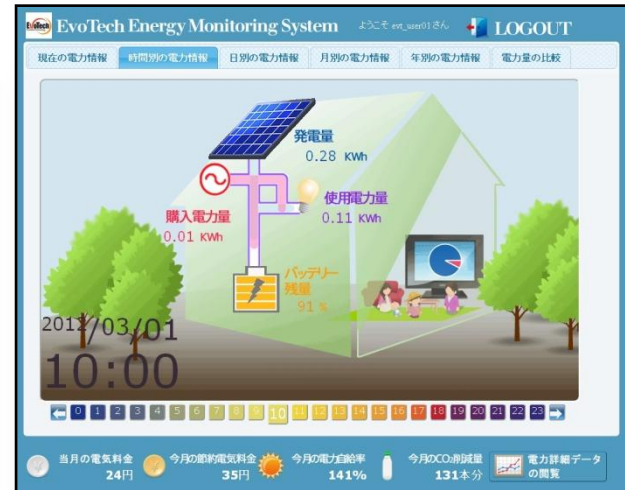 EvoTech EvoTech Energy Monitoring System ようこそ evt_user01さん LOGOUT
現在の電力情報 時間別の電力情報 日別の電力情報 月別の電力情報 年別の電力情報 電力量の比較
発電量
0.28 KWh
使用電力量
0.11 KWh
購入電力量
0.01 KWh
バッテリー
残量
91 %
2012/03/01
10:00
0 1 2 3 4 5 6 7 8 9 10 11 12 13 14 15 16 17 18 19 20 21 22 23
当月の電気料金
24円
今月の節約電気料金
35円
今月の電力自給率
141%
今月のCO₂削減量
131本分
電力詳細データ
の閲覧